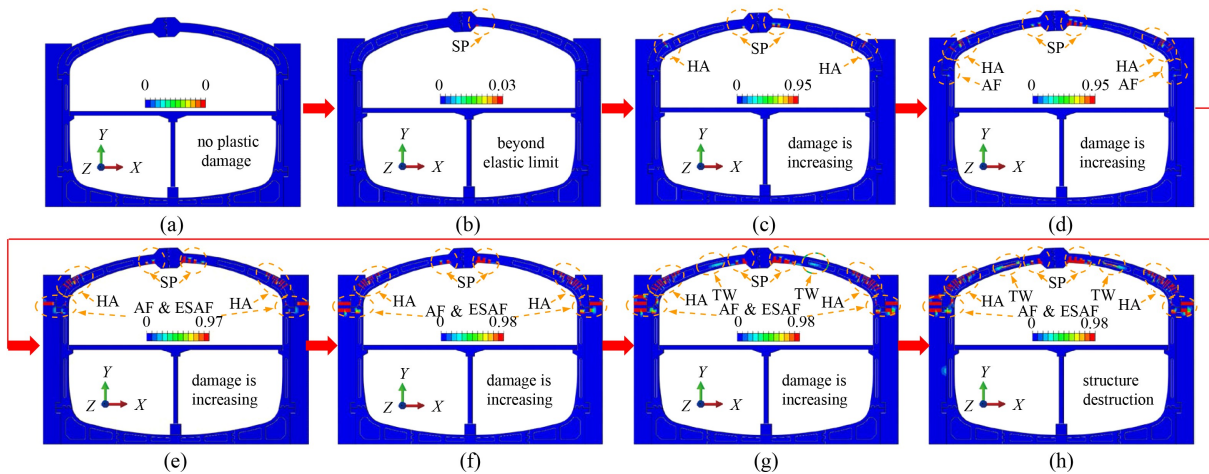 SP
0 0
no plastic
damage
Y
Z X
(a)
SP
0 0.03
beyond
elastic limit
Y
Z X
(b)
SP
HA HA
0 0.95
damage is
increasing
Y
Z X
(c)
SP
HA HA
AF AF
0 0.95
damage is
increasing
Y
Z X
(d)
SP
HA HA
AF & ESAF
0 0.97
damage is
increasing
Y
Z X
(e)
SP
HA HA
AF & ESAF
0 0.98
damage is
increasing
Y
Z X
(f)
SP
TW TW
HA HA
AF & ESAF
0 0.98
damage is
increasing
Y
Z X
(g)
SP
TW TW
HA HA
AF & ESAF
0 0.98
structure
destruction
Y
Z X
(h)